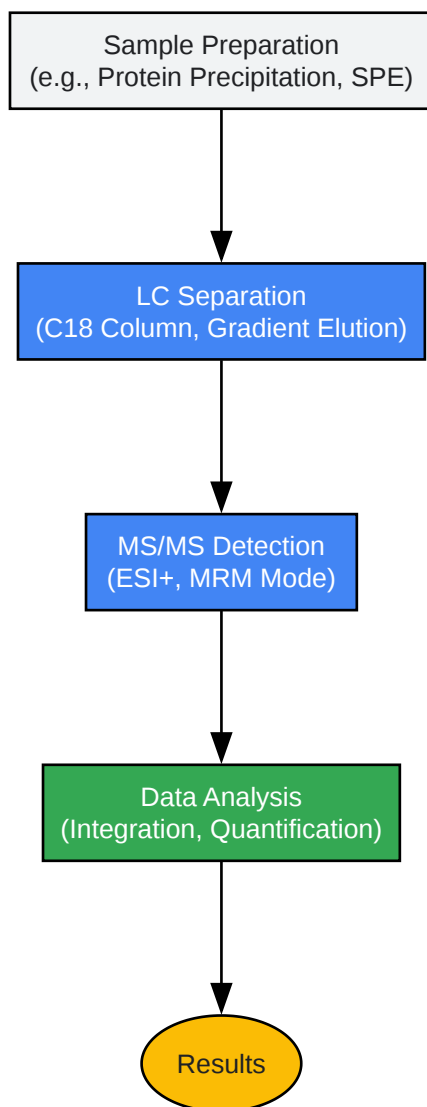 Sample Preparation
(e.g., Protein Precipitation, SPE)
LC Separation
(C18 Column, Gradient Elution)
MS/MS Detection
(ESI+, MRM Mode)
Data Analysis
(Integration, Quantification)
Results